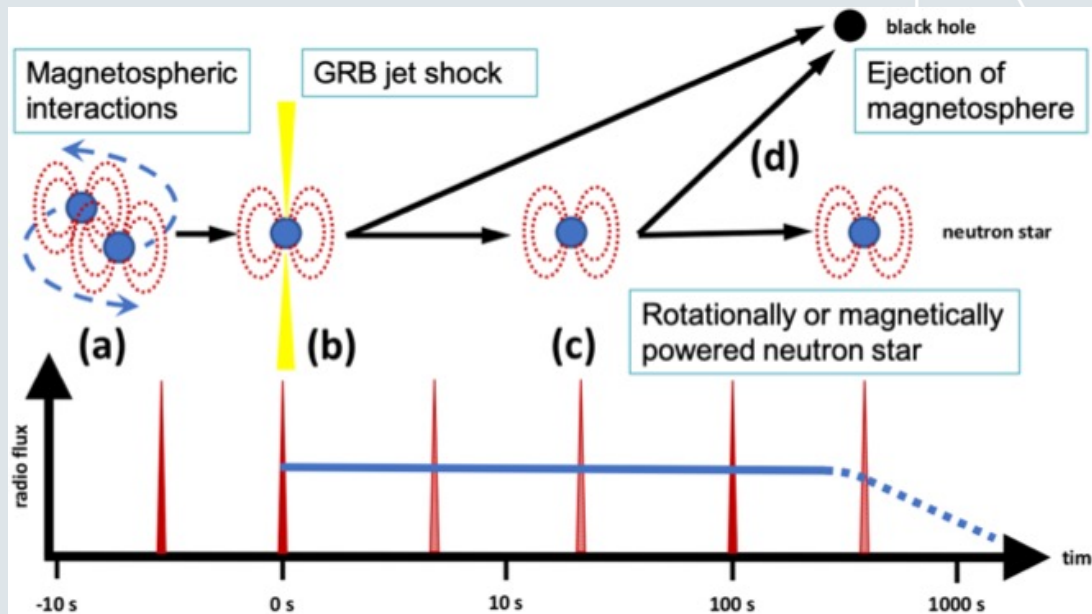 black hole
Magnetospheric
interactions
GRB jet shock
Ejection of
magnetosphere
(d)
neutron star
Rotationally or magnetically
powered neutron star
(a)
(b)
(c)
radio flux
tim
-10 s
0 s
10 s
100 s
1000 s